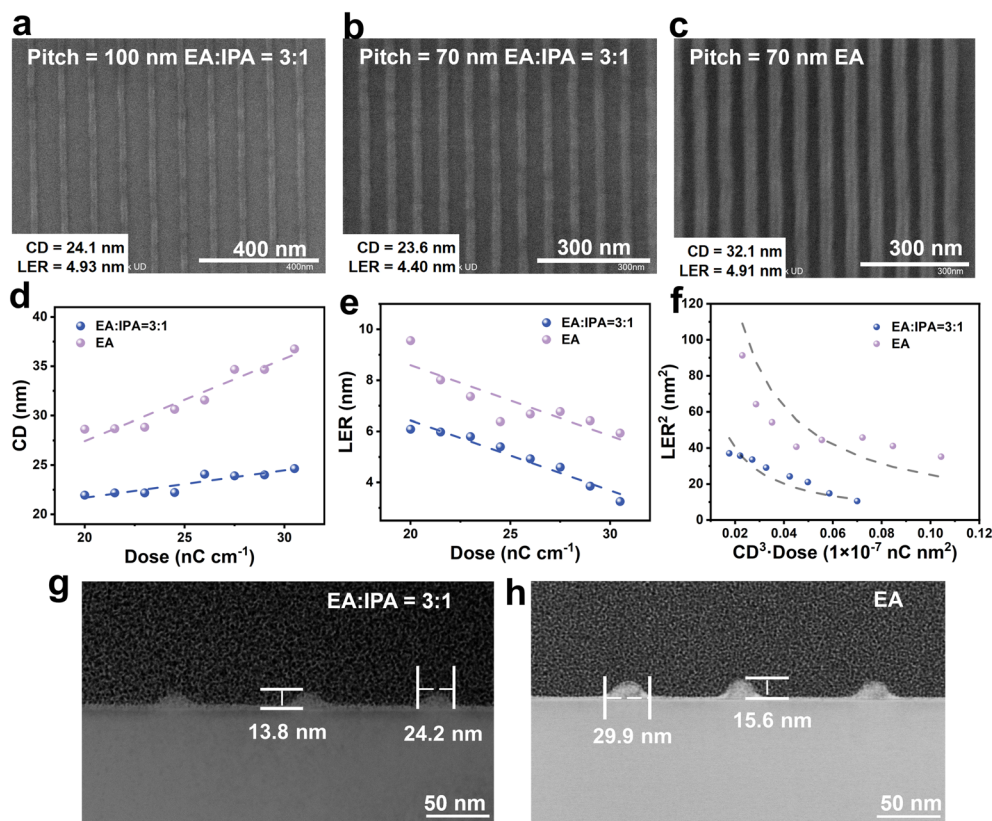 a
Pitch = 100 nm EA:IPA = 3:1
CD = 24.1 nm
LER = 4.93 nm
x UD
400 nm
400nm
b
Pitch = 70 nm EA:IPA = 3:1
CD = 23.6 nm
LER = 4.40 nm
x UD
300 nm
300nm
c
Pitch = 70 nm EA
CD = 32.1 nm
LER = 4.91 nm
x UD
300 nm
300nm
d
EA:IPA=3:1
EA
CD (nm)
40
35
30
25
20
20
25
30
Dose (nC cm⁻¹)
e
EA:IPA=3:1
EA
LER (nm)
10
8
6
4
20
25
30
Dose (nC cm⁻¹)
f
EA:IPA=3:1
EA
LER² (nm²)
120
100
80
60
40
20
0
0.02
0.04
0.06
0.08
0.10
0.12
CD³·Dose (1×10⁻⁷ nC nm²)
g
EA:IPA = 3:1
13.8 nm
24.2 nm
50 nm
h
EA
29.9 nm
15.6 nm
50 nm